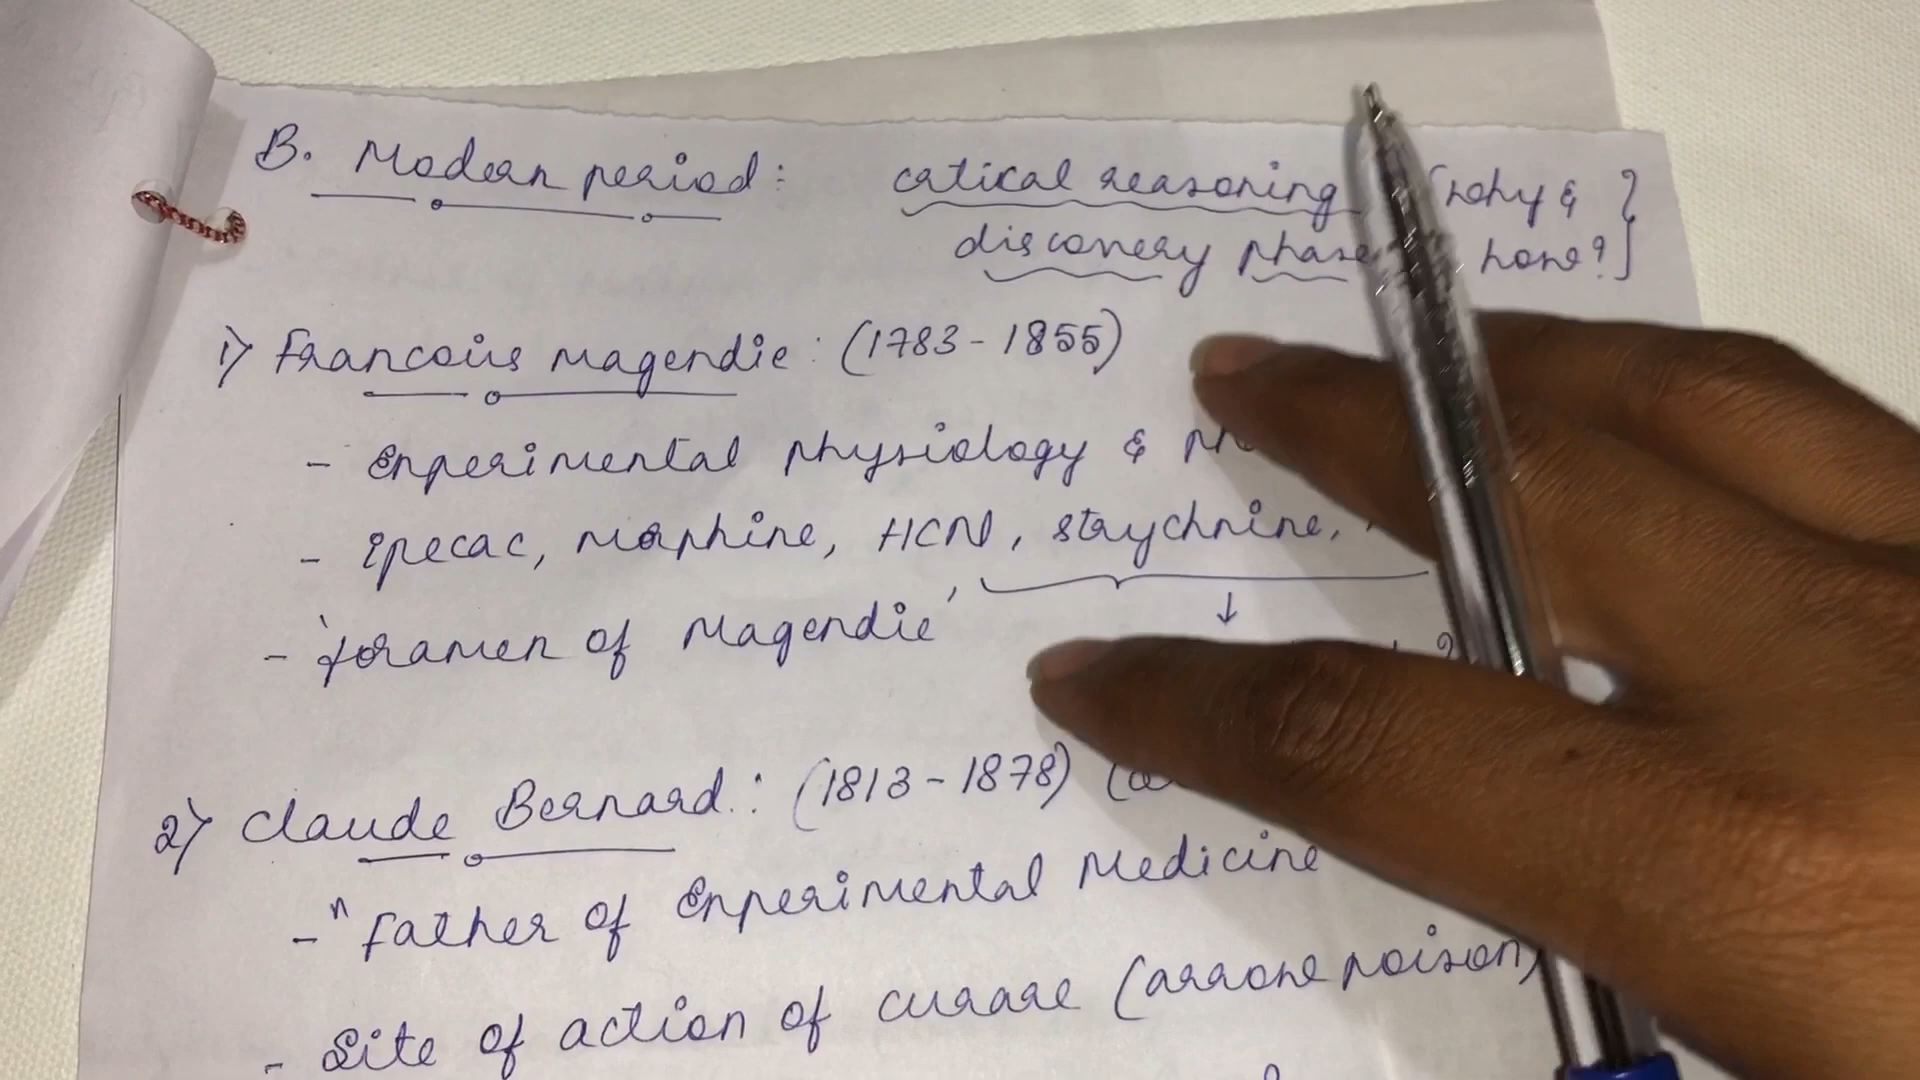 B. Modern period: critical reasoning {why &
discovery phase how?}
1) Francois magendie: (1783-1855)
- Experimental physiology &
- ipecac, morphine, HCN, strychnine,
- 'foramen of Magendie'
2) Claude Bernard: (1813-1878)
- "father of Experimental Medicine
- Site of action of curare (arrow poison)